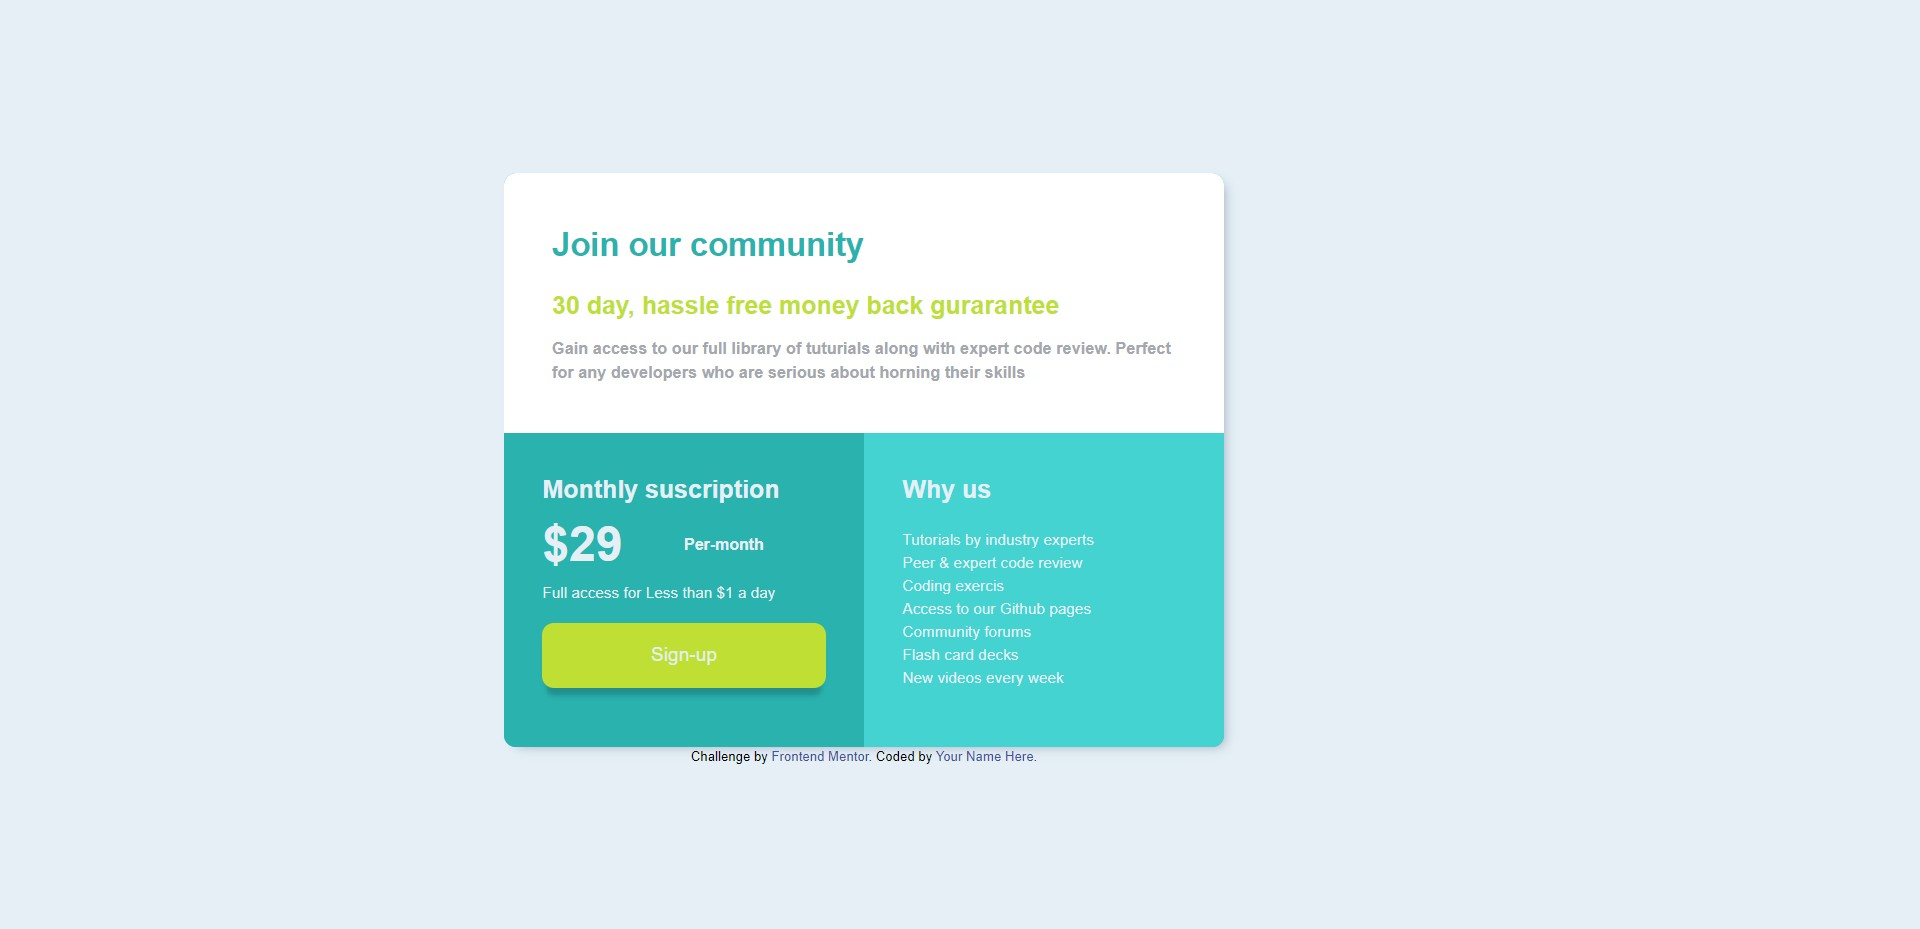 Join our community
30 day, hassle free money back gurarantee
Gain access to our full library of tuturials along with expert code review. Perfect
for any developers who are serious about horning their skills
Monthly suscription
$29 Per-month
Full access for Less than $1 a day
Sign-up
Why us
Tutorials by industry experts
Peer & expert code review
Coding exercis
Access to our Github pages
Community forums
Flash card decks
New videos every week
Challenge by Frontend Mentor. Coded by Your Name Here.